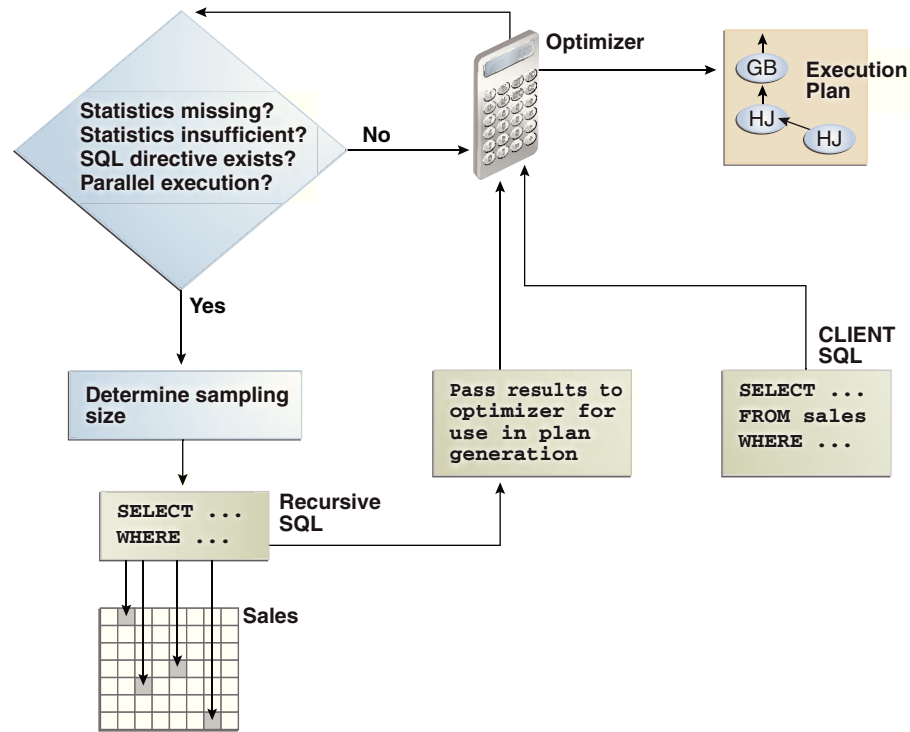 Optimizer
GB
Execution
Plan
HJ
HJ
Statistics missing?
Statistics insufficient?
SQL directive exists?
Parallel execution?
No
Yes
CLIENT
SQL
Determine sampling
size
Pass results to
optimizer for
use in plan
generation
SELECT ...
FROM sales
WHERE ...
Recursive
SQL
SELECT ...
WHERE ...
Sales